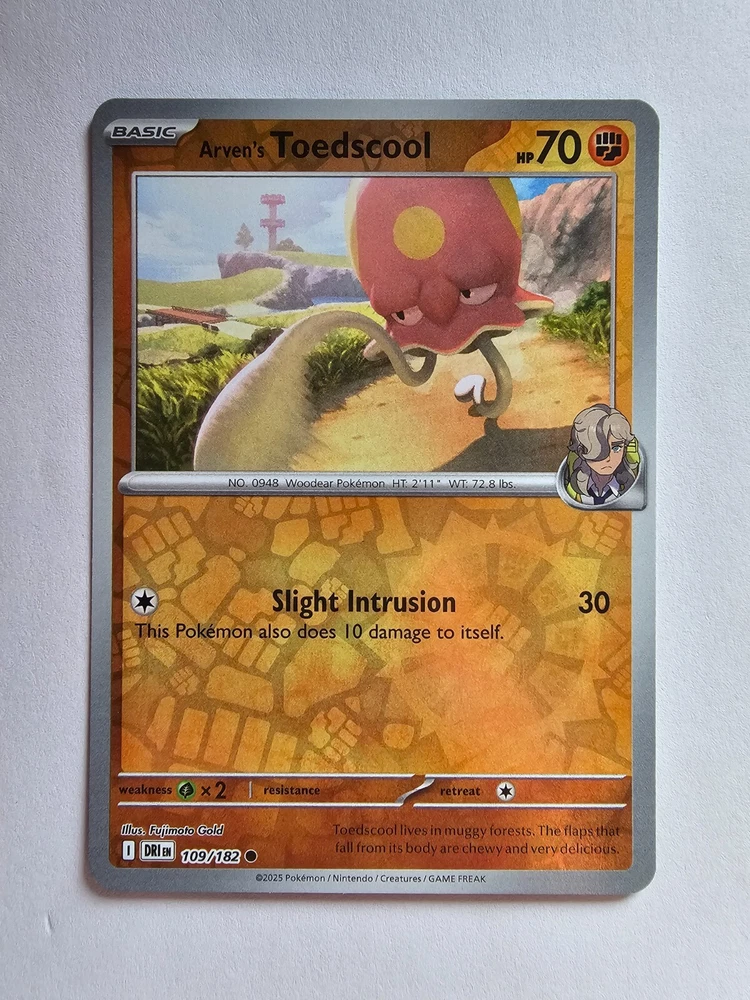 BASIC Arven's Toedscool HP 70
NO. 0948 Woodear Pokémon HT: 2'11" WT: 72.8 lbs.
Slight Intrusion 30
This Pokémon also does 10 damage to itself.
weakness ×2 resistance retreat
Illus. Fujimoto Gold
I DRI EN 109/182
Toedscool lives in muggy forests. The flaps that
fall from its body are chewy and very delicious.
©2025 Pokémon / Nintendo / Creatures / GAME FREAK